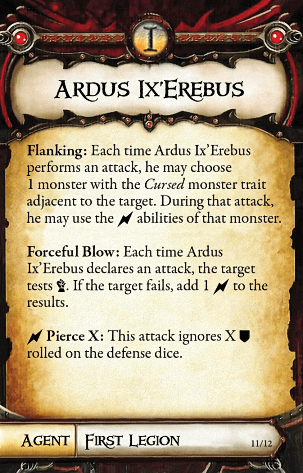 I
ARDUS IX'EREBUS
Flanking: Each time Ardus Ix'Erebus
performs an attack, he may choose
1 monster with the Cursed monster trait
adjacent to the target. During that attack,
he may use the abilities of that monster.
Forceful Blow: Each time Ardus
Ix'Erebus declares an attack, the target
tests . If the target fails, add 1 to the
results.
Pierce X: This attack ignores X
rolled on the defense dice.
AGENT FIRST LEGION 11/12